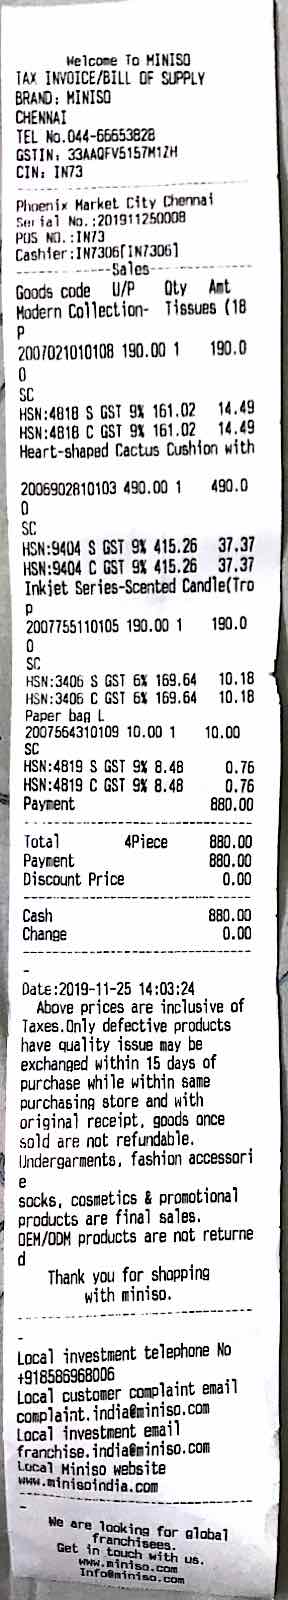 Welcome To MINISO
TAX INVOICE/BILL OF SUPPLY
BRAND: MINISO
CHENNAI
TEL No.044-66653828
GSTIN: 33AAQFV5157M1ZH
CIN: IN73
Phoenix Market City Chennai
Serial No.:201911250008
POS NO.:IN73
Cashier:IN7306[IN7306]
------------Sales------------
Goods code U/P Qty Amt
Modern Collection- Tissues (18
P
2007021010108 190.00 1 190.0
0
SC
HSN:4818 S GST 9% 161.02 14.49
HSN:4818 C GST 9% 161.02 14.49
Heart-shaped Cactus Cushion with
2006902810103 490.00 1 490.0
0
SC
HSN:9404 S GST 9% 415.26 37.37
HSN:9404 C GST 9% 415.26 37.37
Inkjet Series-Scented Candle(Tro
p
2007755110105 190.00 1 190.0
0
SC
HSN:3406 S GST 6% 169.64 10.18
HSN:3406 C GST 6% 169.64 10.18
Paper bag L
2007564310109 10.00 1 10.00
SC
HSN:4819 S GST 9% 8.48 0.76
HSN:4819 C GST 9% 8.48 0.76
Payment 880.00
Total 4Piece 880.00
Payment 880.00
Discount Price 0.00
Cash 880.00
Change 0.00
-
Date:2019-11-25 14:03:24
Above prices are inclusive of
Taxes.Only defective products
have quality issue may be
exchanged within 15 days of
purchase while within same
purchasing store and with
original receipt, goods once
sold are not refundable.
Undergarments, fashion accessori
e
socks, cosmetics & promotional
products are final sales.
OEM/ODM products are not returne
d
Thank you for shopping
with miniso.
-
Local investment telephone No
+918586968006
Local customer complaint email
complaint.india@miniso.com
Local investment email
franchise.india@miniso.com
Local Miniso website
www.minisoindia.com
-
We are looking for global
franchisees.
Get in touch with us.
www.miniso.com
Info@miniso.com